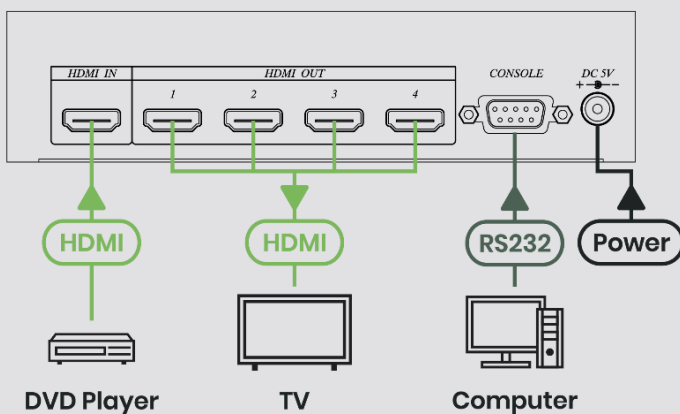 HDMI IN
HDMI OUT
CONSOLE
DC 5V
+ -
1
2
3
4
HDMI
HDMI
RS232
Power
DVD Player
TV
Computer